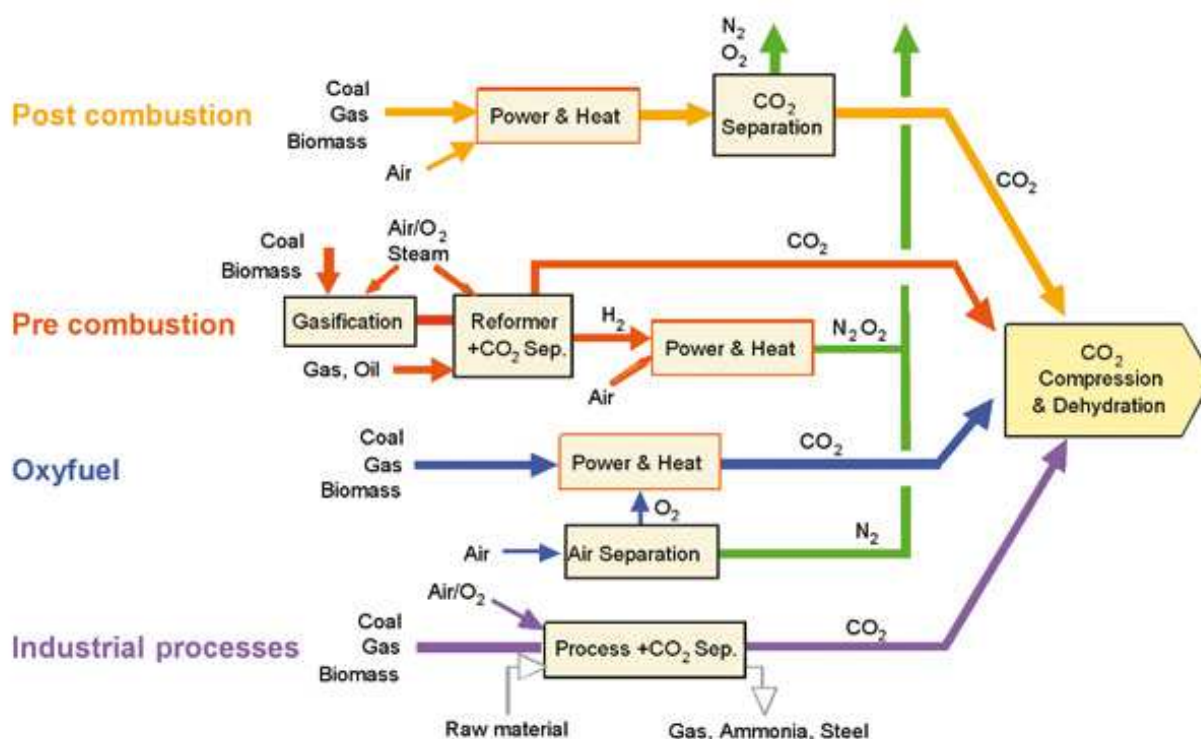 N₂
O₂
Post combustion
Coal
Gas
Biomass
Air
Power & Heat
CO₂
Separation
CO₂
Pre combustion
Coal
Biomass
Air/O₂
Steam
Gasification
Gas, Oil
Reformer
+CO₂ Sep.
CO₂
H₂
Air
Power & Heat
N₂ O₂
CO₂
Compression
& Dehydration
Oxyfuel
Coal
Gas
Biomass
Power & Heat
CO₂
O₂
Air
Air Separation
N₂
Industrial processes
Air/O₂
Coal
Gas
Biomass
Process +CO₂ Sep.
CO₂
Raw material
Gas, Ammonia, Steel